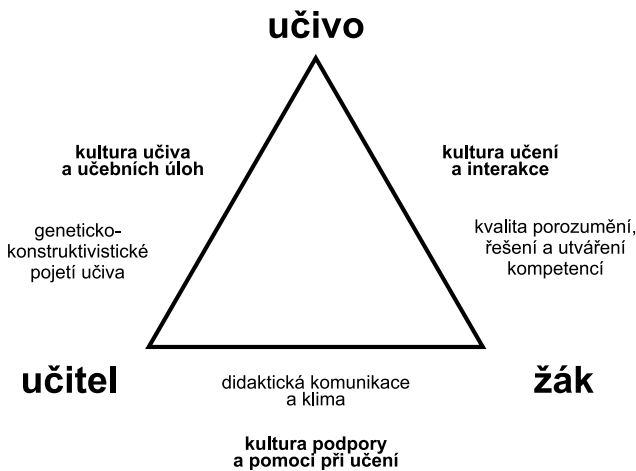 učivo
kultura učiva
a učebních úloh
kultura učení
a interakce
geneticko-
konstruktivistické
pojetí učiva
kvalita porozumění,
řešení a utváření
kompetencí
učitel
žák
didaktická komunikace
a klima
kultura podpory
a pomoci při učení